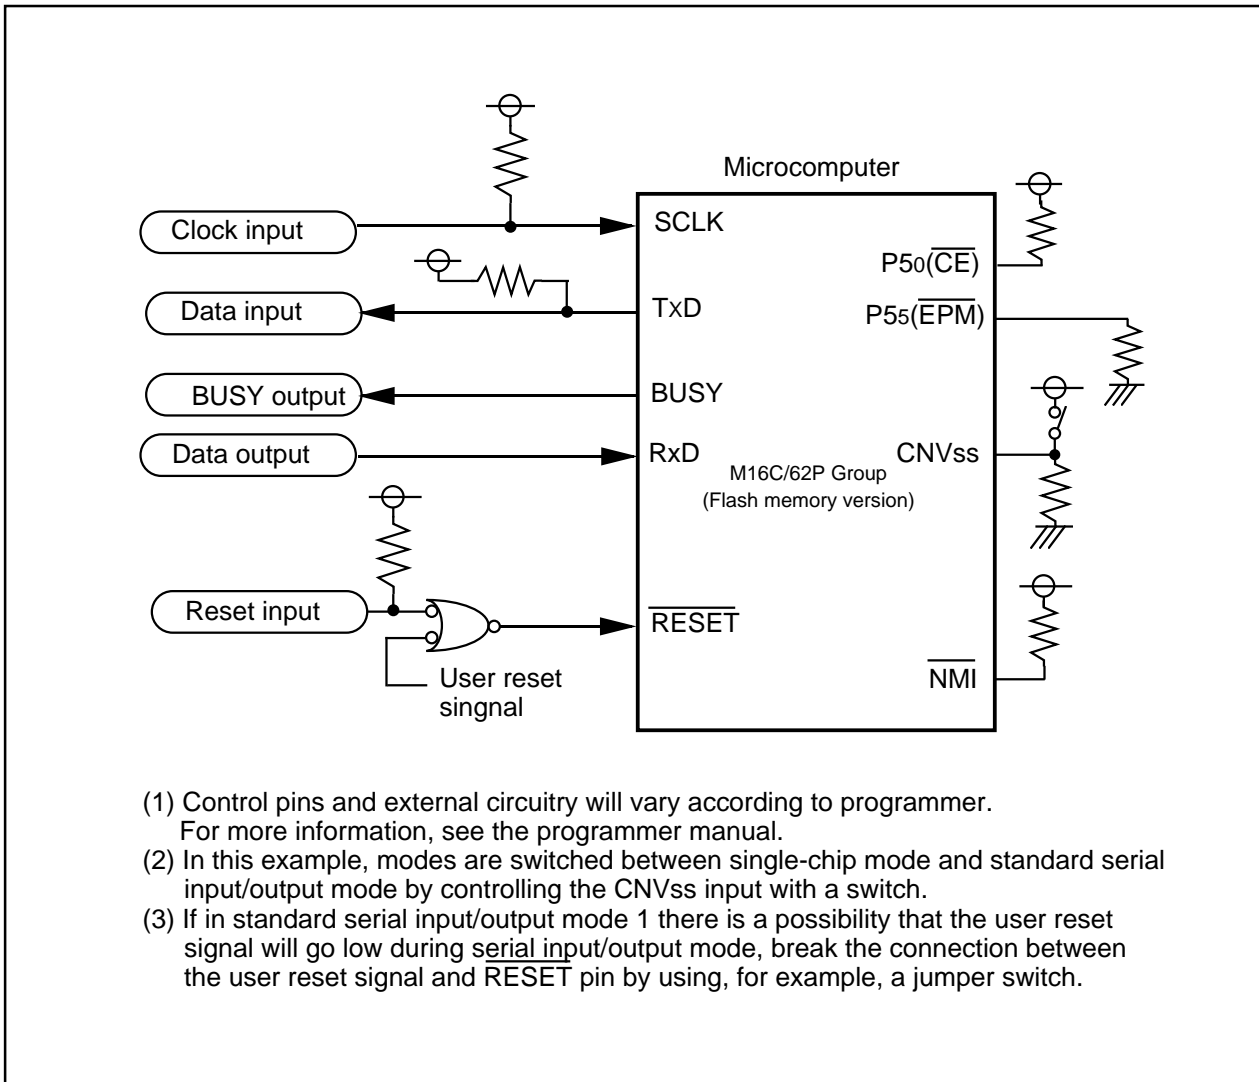 Microcomputer
Clock input
SCLK
P50(CE)
Data input
TxD
P55(EPM)
BUSY output
BUSY
Data output
RxD
CNVss
M16C/62P Group
(Flash memory version)
Reset input
RESET
User reset
singnal
NMI
(1) Control pins and external circuitry will vary according to programmer.
For more information, see the programmer manual.
(2) In this example, modes are switched between single-chip mode and standard serial
input/output mode by controlling the CNVss input with a switch.
(3) If in standard serial input/output mode 1 there is a possibility that the user reset
signal will go low during serial input/output mode, break the connection between
the user reset signal and RESET pin by using, for example, a jumper switch.